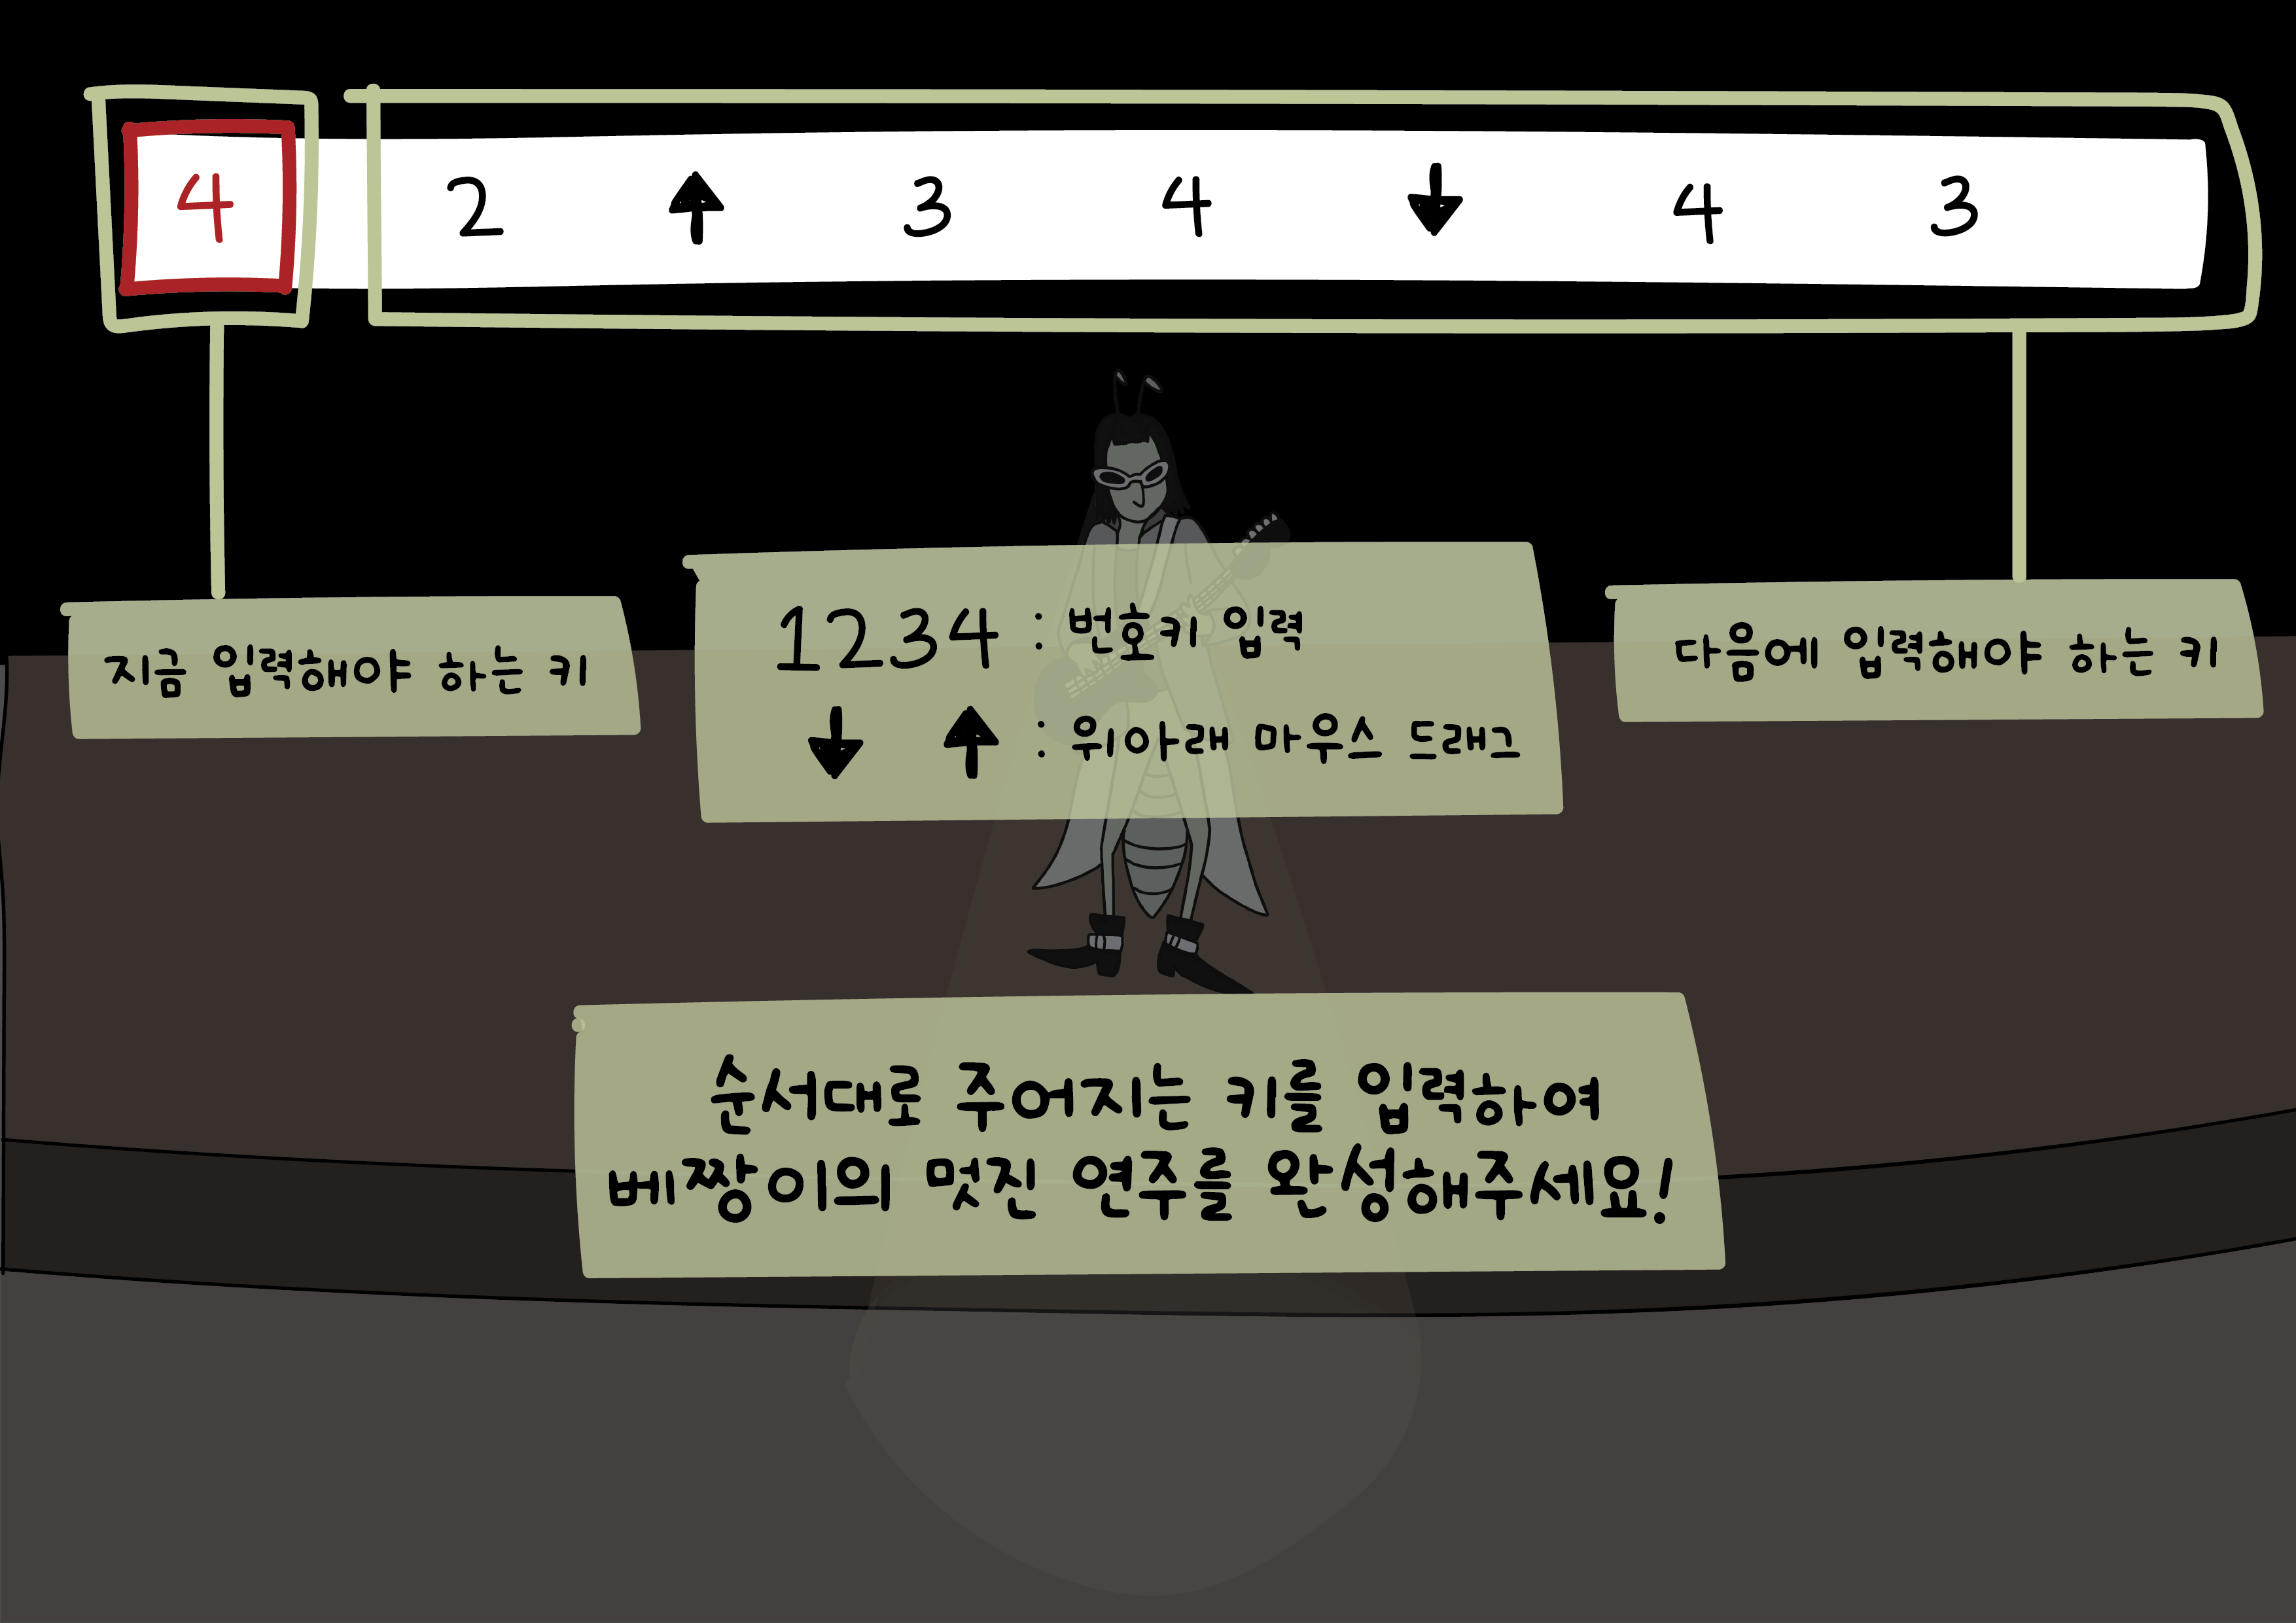 4 2 ↑ 3 4 ↓ 4 3
지금 입력해야 하는 키
1234 : 번호키 입력
↓ ↑ : 위아래 마우스 드래그
다음에 입력해야 하는 키
순서대로 주어지는 키를 입력하여
베짱이의 멋진 연주를 완성해주세요!